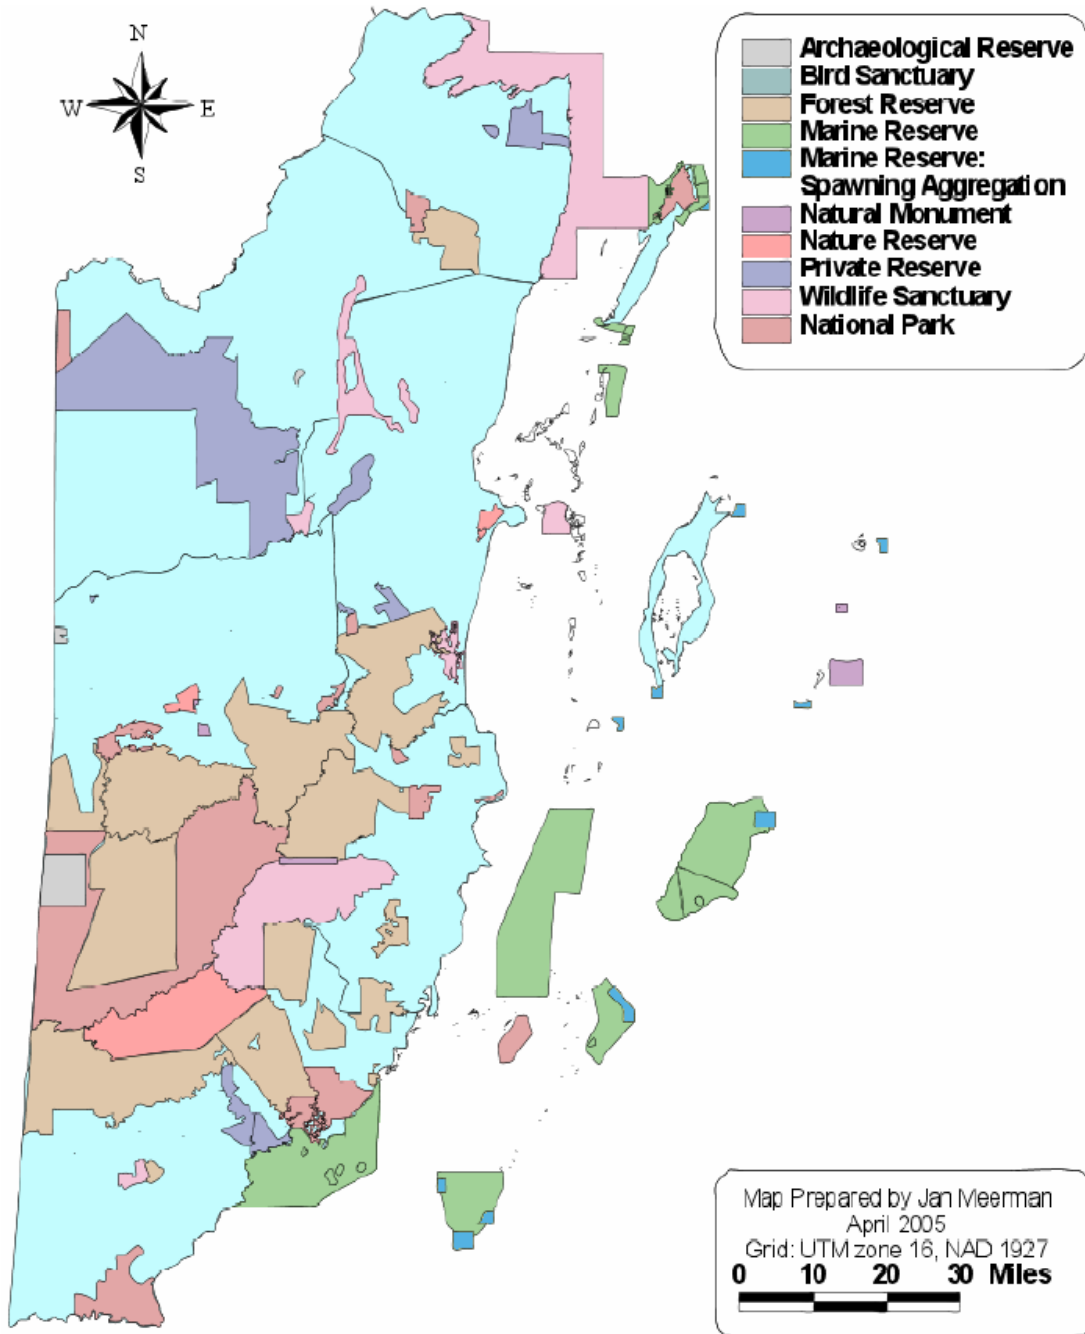 N
W E
S
Archaeological Reserve
Bird Sanctuary
Forest Reserve
Marine Reserve
Marine Reserve:
Spawning Aggregation
Natural Monument
Nature Reserve
Private Reserve
Wildlife Sanctuary
National Park
Map Prepared by Jan Meerman
April 2005
Grid: UTM zone 16, NAD 1927
0 10 20 30 Miles